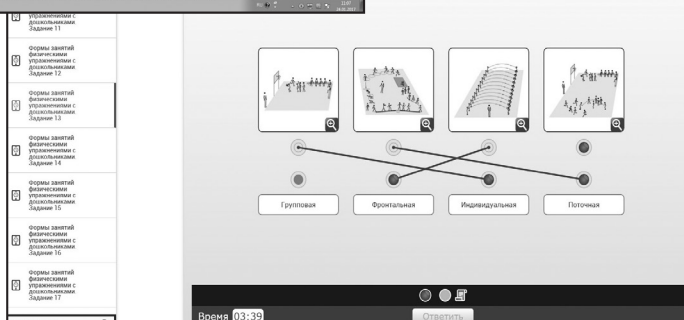 11:07
упражнениями с
дошкольниками
Задание 11
Формы занятий
физическими
упражнениями с
дошкольниками
Задание 12
Формы занятий
физическими
упражнениями с
дошкольниками
Задание 13
Формы занятий
физическими
упражнениями с
дошкольниками
Задание 14
Формы занятий
физическими
упражнениями с
дошкольниками
Задание 15
Формы занятий
физическими
упражнениями с
дошкольниками
Задание 16
Формы занятий
физическими
упражнениями с
дошкольниками
Задание 17
Групповая Фронтальная Индивидуальная Поточная
Время 03:39 Ответить